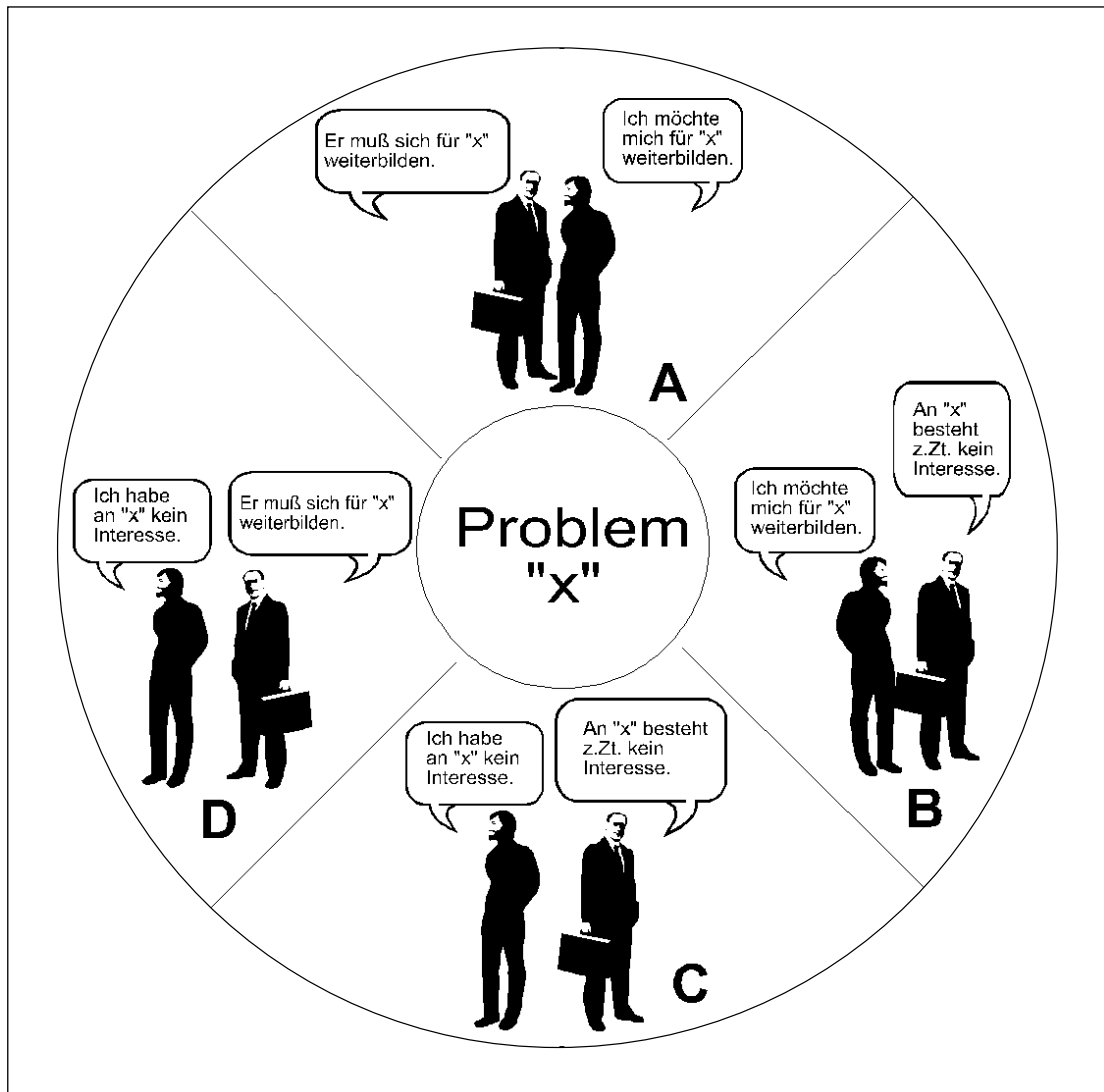 Er muß sich für "x"
weiterbilden.
Ich möchte
mich für "x"
weiterbilden.
A
An "x"
besteht
z.Zt. kein
Interesse.
Ich möchte
mich für "x"
weiterbilden.
B
Problem
"x"
Ich habe
an "x" kein
Interesse.
Er muß sich für "x"
weiterbilden.
D
Ich habe
an "x" kein
Interesse.
An "x" besteht
z.Zt. kein
Interesse.
C